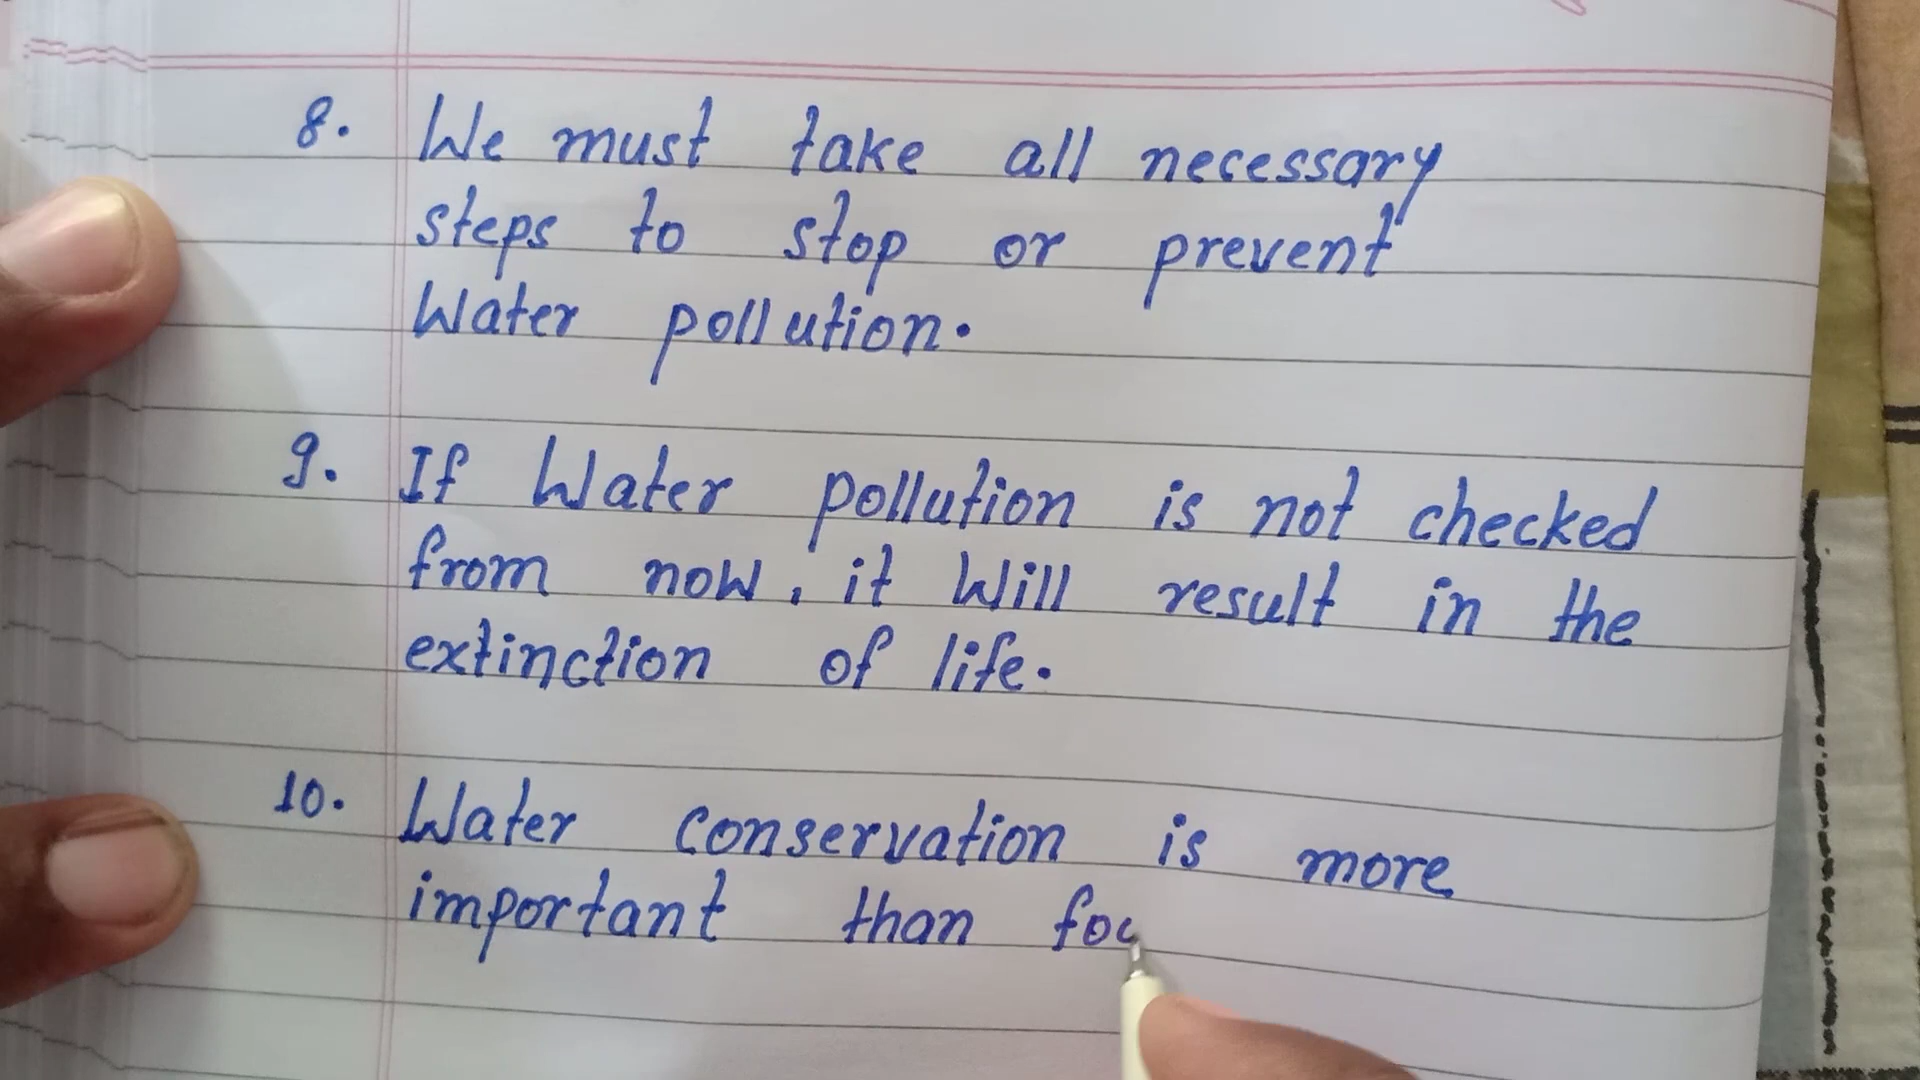 8. We must take all necessary
steps to stop or prevent
Water pollution.
9. If Water pollution is not checked
from now, it Will result in the
extinction of life.
10. Water conservation is more
important than